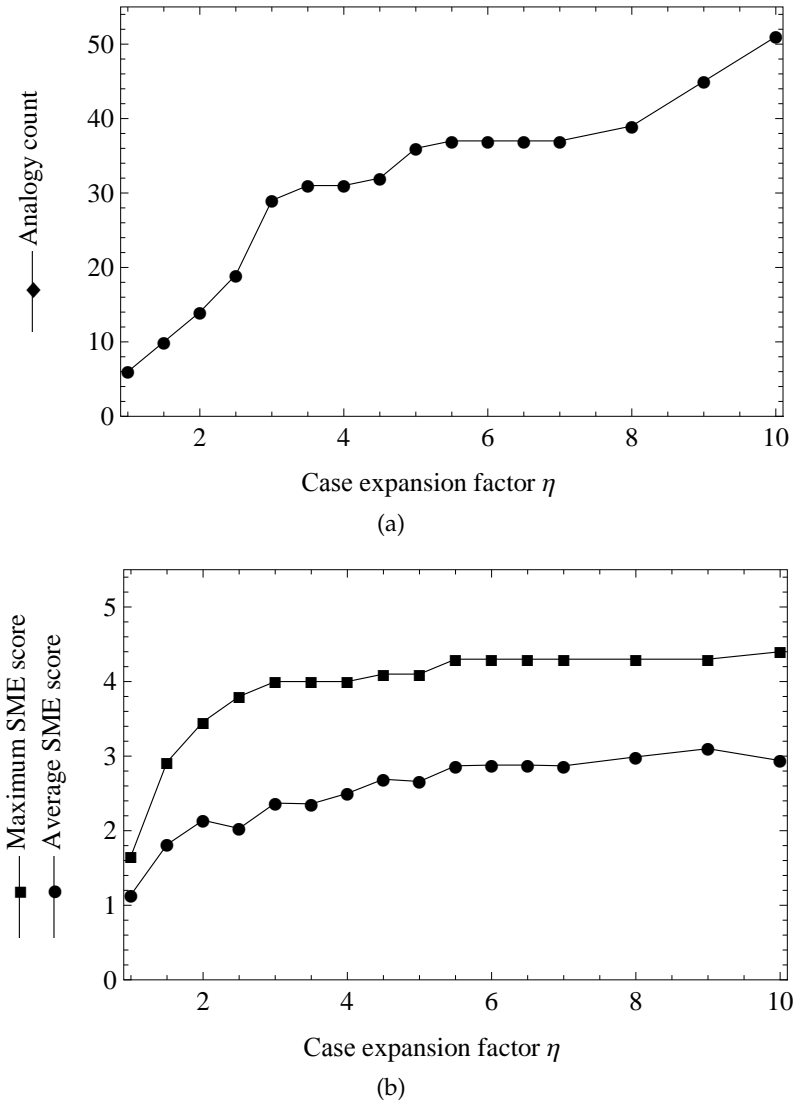 50
40
30
20
10
0
Analogy count
2 4 6 8 10
Case expansion factor η
(a)
5
4
3
2
1
0
Maximum SME score
Average SME score
2 4 6 8 10
Case expansion factor η
(b)